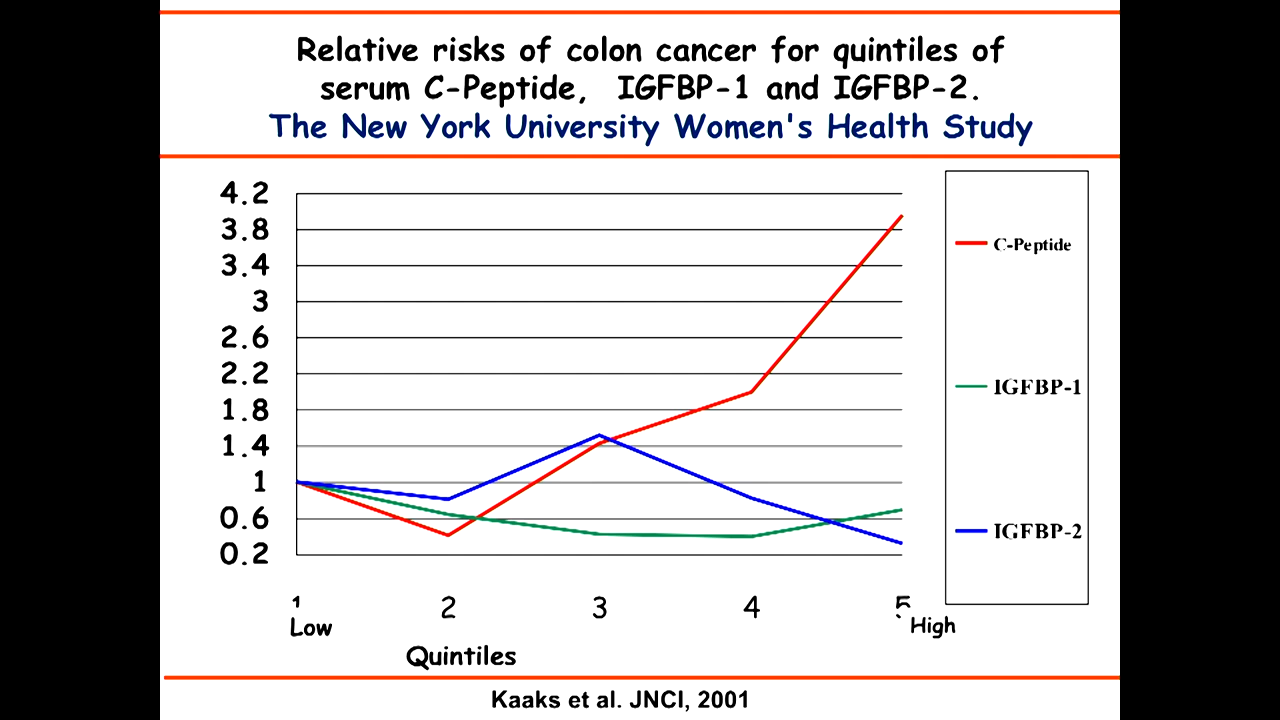 Relative risks of colon cancer for quintiles of
serum C-Peptide, IGFBP-1 and IGFBP-2.
The New York University Women's Health Study
4.2
3.8
3.4
3
2.6
2.2
1.8
1.4
1
0.6
0.2
1
2
3
4
5
Low
High
Quintiles
C-Peptide
IGFBP-1
IGFBP-2
Kaaks et al. JNCI, 2001